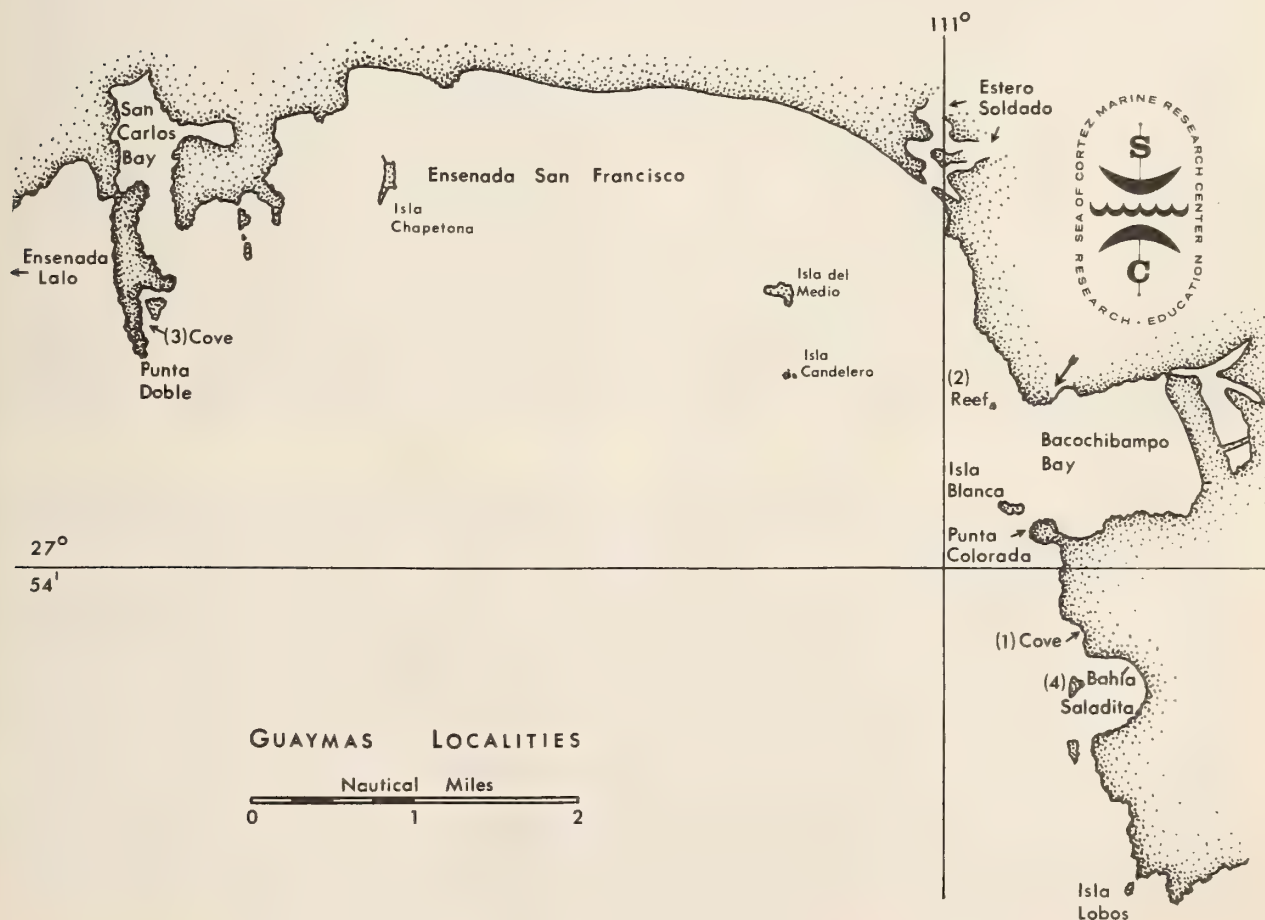 111°
San
Carlos
Bay
Estero
Soldado
SEA OF CORTEZ MARINE RESEARCH CENTER
S
C
RESEARCH · EDUCATION
Ensenada San Francisco
Isla
Chapetona
Ensenada
Lalo
Isla del
Medio
(3) Cove
Punta
Doble
Isla
Candelero
(2)
Reef
Bacochibampo
Bay
Isla
Blanca
Punta
Colorada
27°
54'
(1) Cove
(4) Bahía
Saladita
GUAYMAS LOCALITIES
Nautical Miles
0 1 2
Isla
Lobos